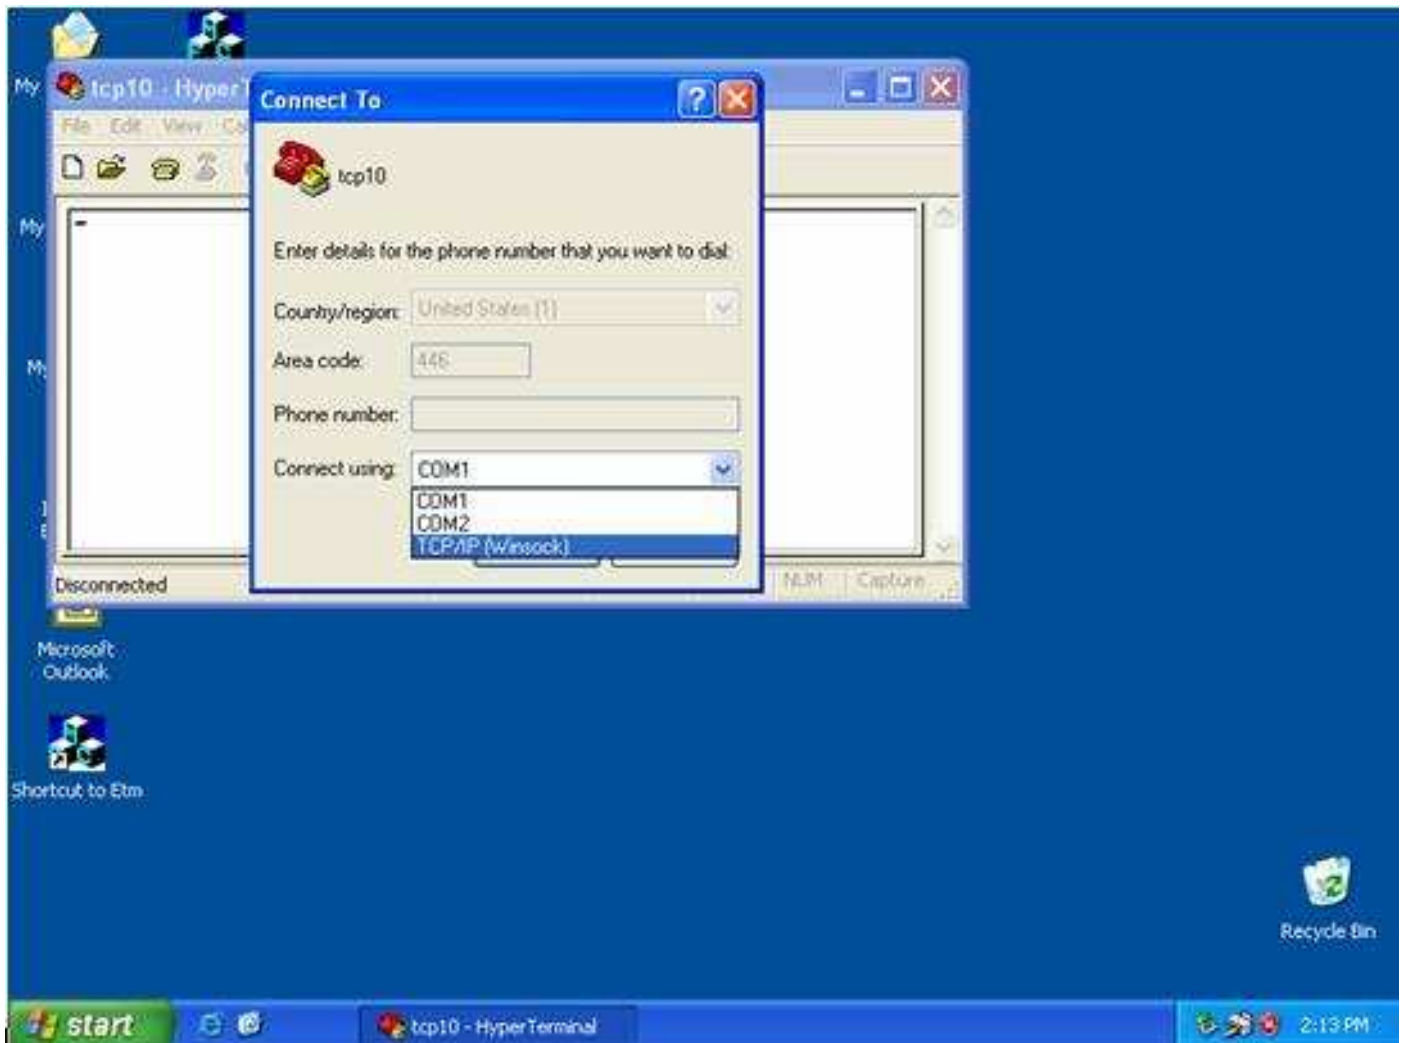 My
tcp10 - HyperT
File Edit View Ca
Connect To
tcp10
Enter details for the phone number that you want to dial:
Country/region: United States (1)
Area code: 446
Phone number:
Connect using: COM1
COM1
COM2
TCP/IP (Winsock)
My
My
Disconnected
NUM Capture
Microsoft
Outlook
Shortcut to Etm
Recycle Bin
start
tcp10 - HyperTerminal
2:13 PM